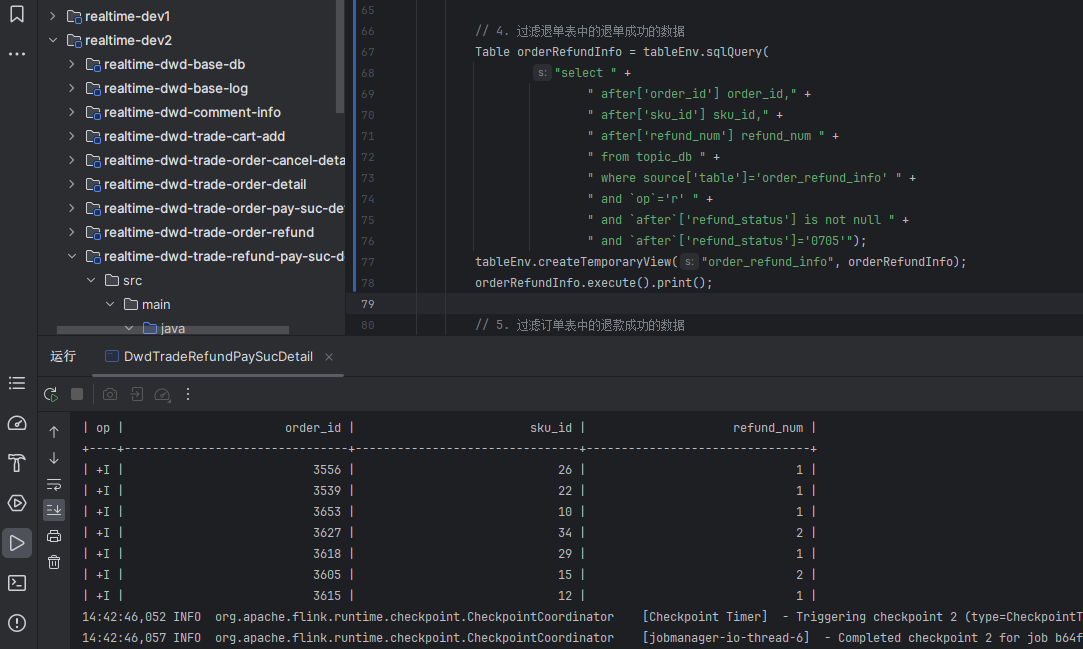 realtime-dev1
realtime-dev2
realtime-dwd-base-db
realtime-dwd-base-log
realtime-dwd-comment-info
realtime-dwd-trade-cart-add
realtime-dwd-trade-order-cancel-deta
realtime-dwd-trade-order-detail
realtime-dwd-trade-order-pay-suc-de
realtime-dwd-trade-order-refund
realtime-dwd-trade-refund-pay-suc-d
src
main
java
65
66 // 4. 过滤退单表中的退单成功的数据
67 Table orderRefundInfo = tableEnv.sqlQuery(
68 s: "select " +
69 " after['order_id'] order_id," +
70 " after['sku_id'] sku_id," +
71 " after['refund_num'] refund_num " +
72 " from topic_db " +
73 " where source['table']='order_refund_info' " +
74 " and `op`='r' " +
75 " and `after`['refund_status'] is not null " +
76 " and `after`['refund_status']='0705'");
77 tableEnv.createTemporaryView( s: "order_refund_info", orderRefundInfo);
78 orderRefundInfo.execute().print();
79
80 // 5. 过滤订单表中的退款成功的数据
运行 DwdTradeRefundPaySucDetail
| op | order_id | sku_id | refund_num |
+----+--------------------------------+--------------------------------+--------------------------------+
| +I | 3556 | 26 | 1 |
| +I | 3539 | 22 | 1 |
| +I | 3653 | 10 | 1 |
| +I | 3627 | 34 | 2 |
| +I | 3618 | 29 | 1 |
| +I | 3605 | 15 | 2 |
| +I | 3615 | 12 | 1 |
14:42:46,052 INFO org.apache.flink.runtime.checkpoint.CheckpointCoordinator [Checkpoint Timer] - Triggering checkpoint 2 (type=CheckpointT
14:42:46,057 INFO org.apache.flink.runtime.checkpoint.CheckpointCoordinator [jobmanager-io-thread-6] - Completed checkpoint 2 for job b64f